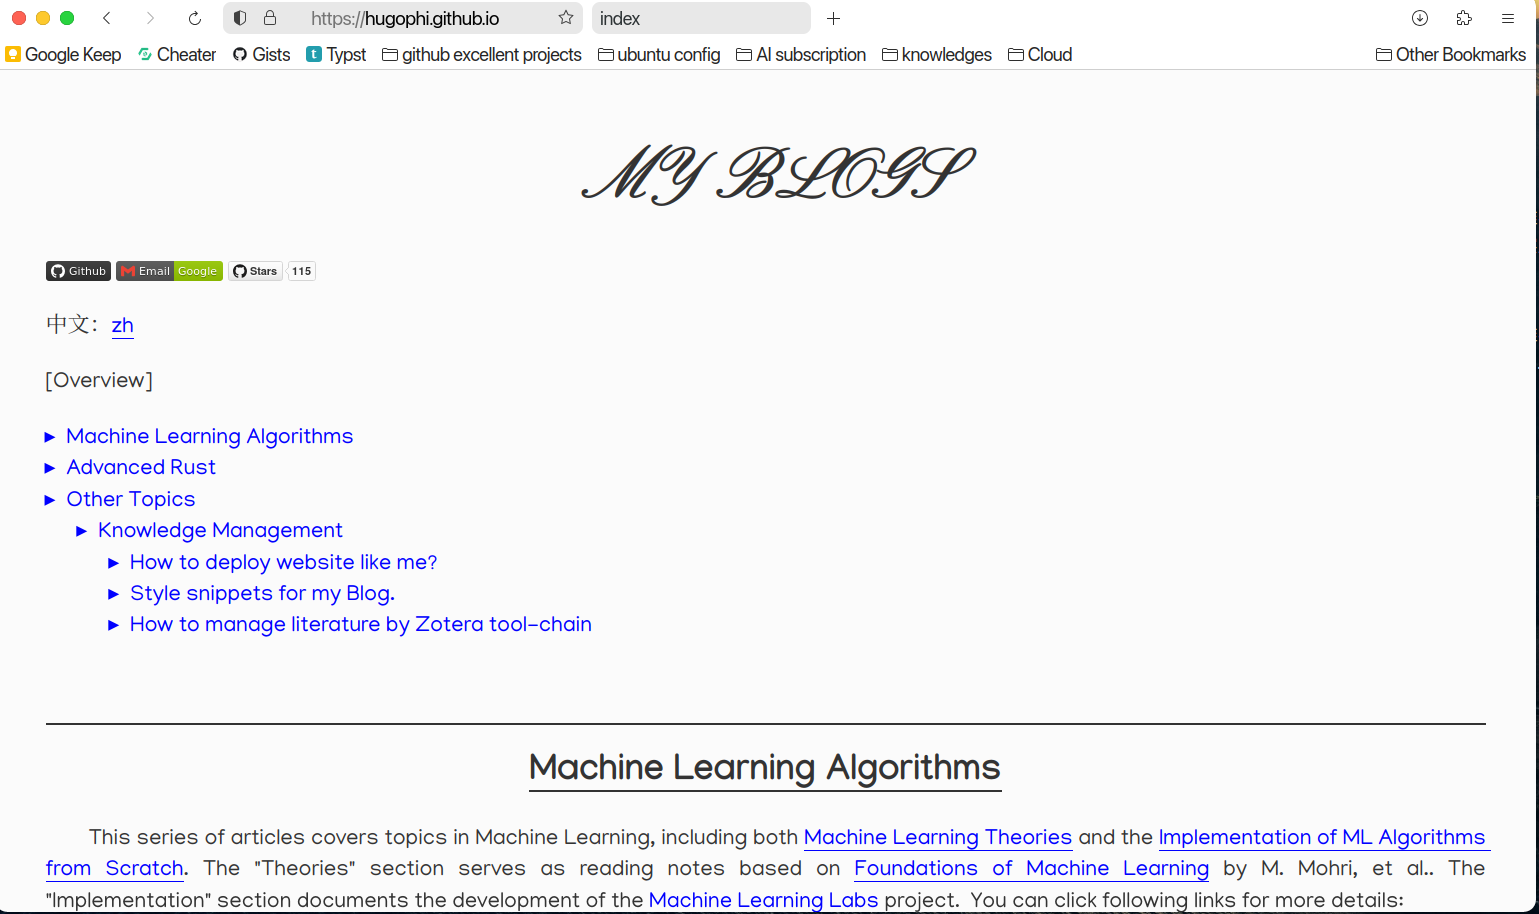 https://hugophi.github.io
index
Google Keep Cheater Gists Typst github excellent projects ubuntu config AI subscription knowledges Cloud Other Bookmarks
MY BLOGS
Github Email Google Stars 115
中文： zh
[Overview]
Machine Learning Algorithms
Advanced Rust
Other Topics
Knowledge Management
How to deploy website like me?
Style snippets for my Blog.
How to manage literature by Zotera tool-chain
Machine Learning Algorithms
This series of articles covers topics in Machine Learning, including both Machine Learning Theories and the Implementation of ML Algorithms
from Scratch. The "Theories" section serves as reading notes based on Foundations of Machine Learning by M. Mohri, et al.. The
"Implementation" section documents the development of the Machine Learning Labs project. You can click following links for more details: